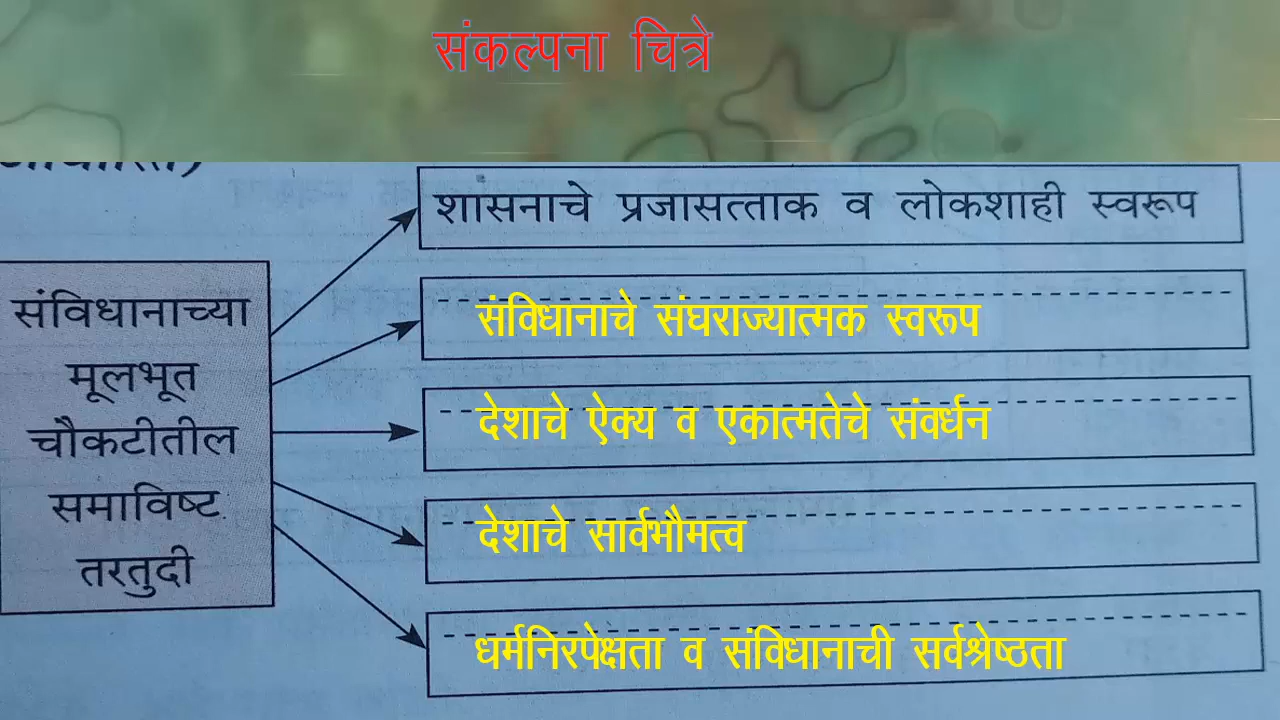 संकल्पना चित्रे
शासनाचे प्रजासत्ताक व लोकशाही स्वरूप
संविधानाच्या
मूलभूत
चौकटीतील
समाविष्ट
तरतुदी
संविधानाचे संघराज्यात्मक स्वरूप
देशाचे ऐक्य व एकात्मतेचे संवर्धन
देशाचे सार्वभौमत्व
धर्मनिरपेक्षता व संविधानाची सर्वश्रेष्ठता